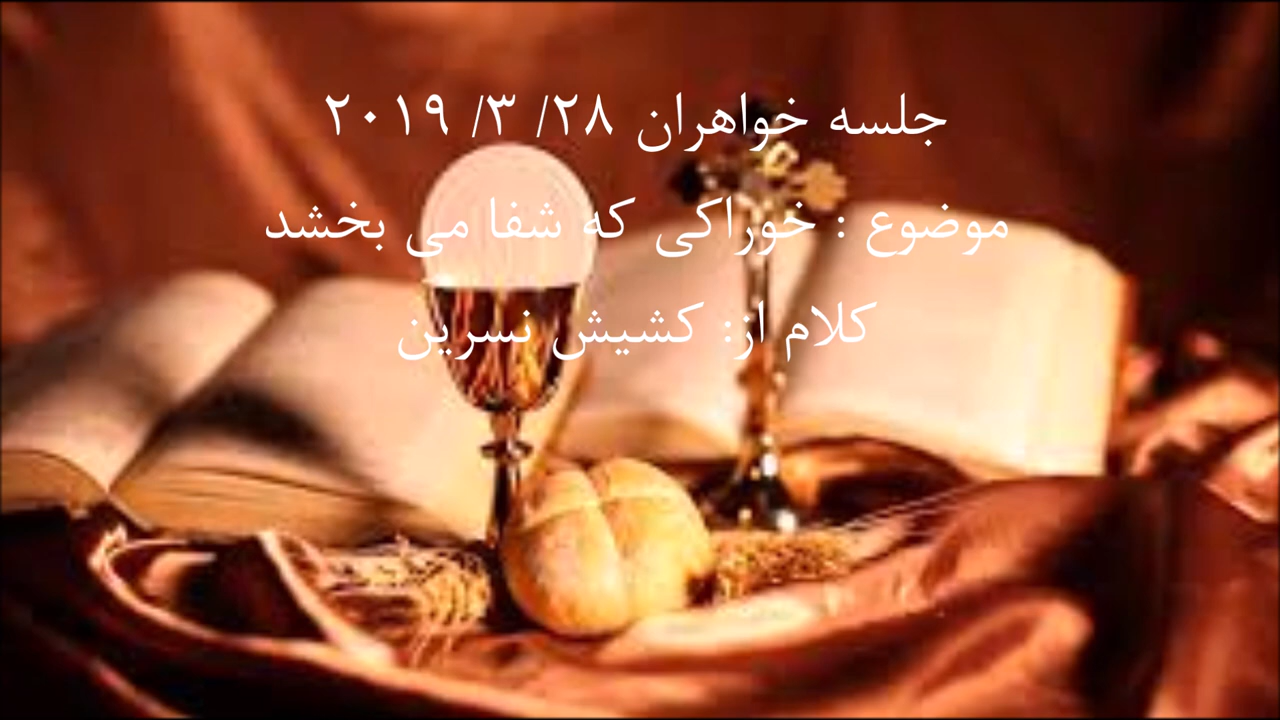 جلسه خواهران ۲۸/ ۳/ ۲۰۱۹
موضوع : خوراکی که شفا می بخشد
کلام از: کشیش نسرین